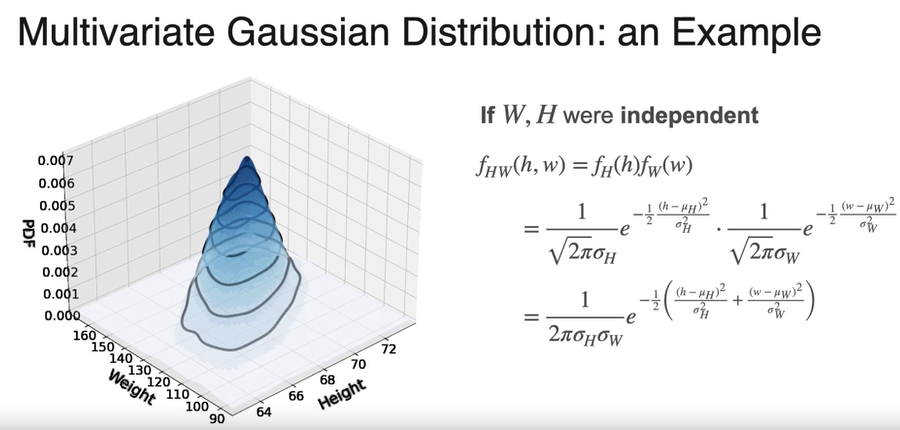 Multivariate Gaussian Distribution: an Example
If W, H were independent
f_{HW}(h, w) = f_H(h)f_W(w)
= \frac{1}{\sqrt{2\pi}\sigma_H} e^{-\frac{1}{2}\frac{(h-\mu_H)^2}{\sigma_H^2}} \cdot \frac{1}{\sqrt{2\pi}\sigma_W} e^{-\frac{1}{2}\frac{(w-\mu_W)^2}{\sigma_W^2}}
= \frac{1}{2\pi\sigma_H\sigma_W} e^{-\frac{1}{2}\left(\frac{(h-\mu_H)^2}{\sigma_H^2} + \frac{(w-\mu_W)^2}{\sigma_W^2}\right)}
PDF
0.007
0.006
0.005
0.004
0.003
0.002
0.001
0.000
Weight
160
150
140
130
120
110
100
90
Height
64
66
68
70
72